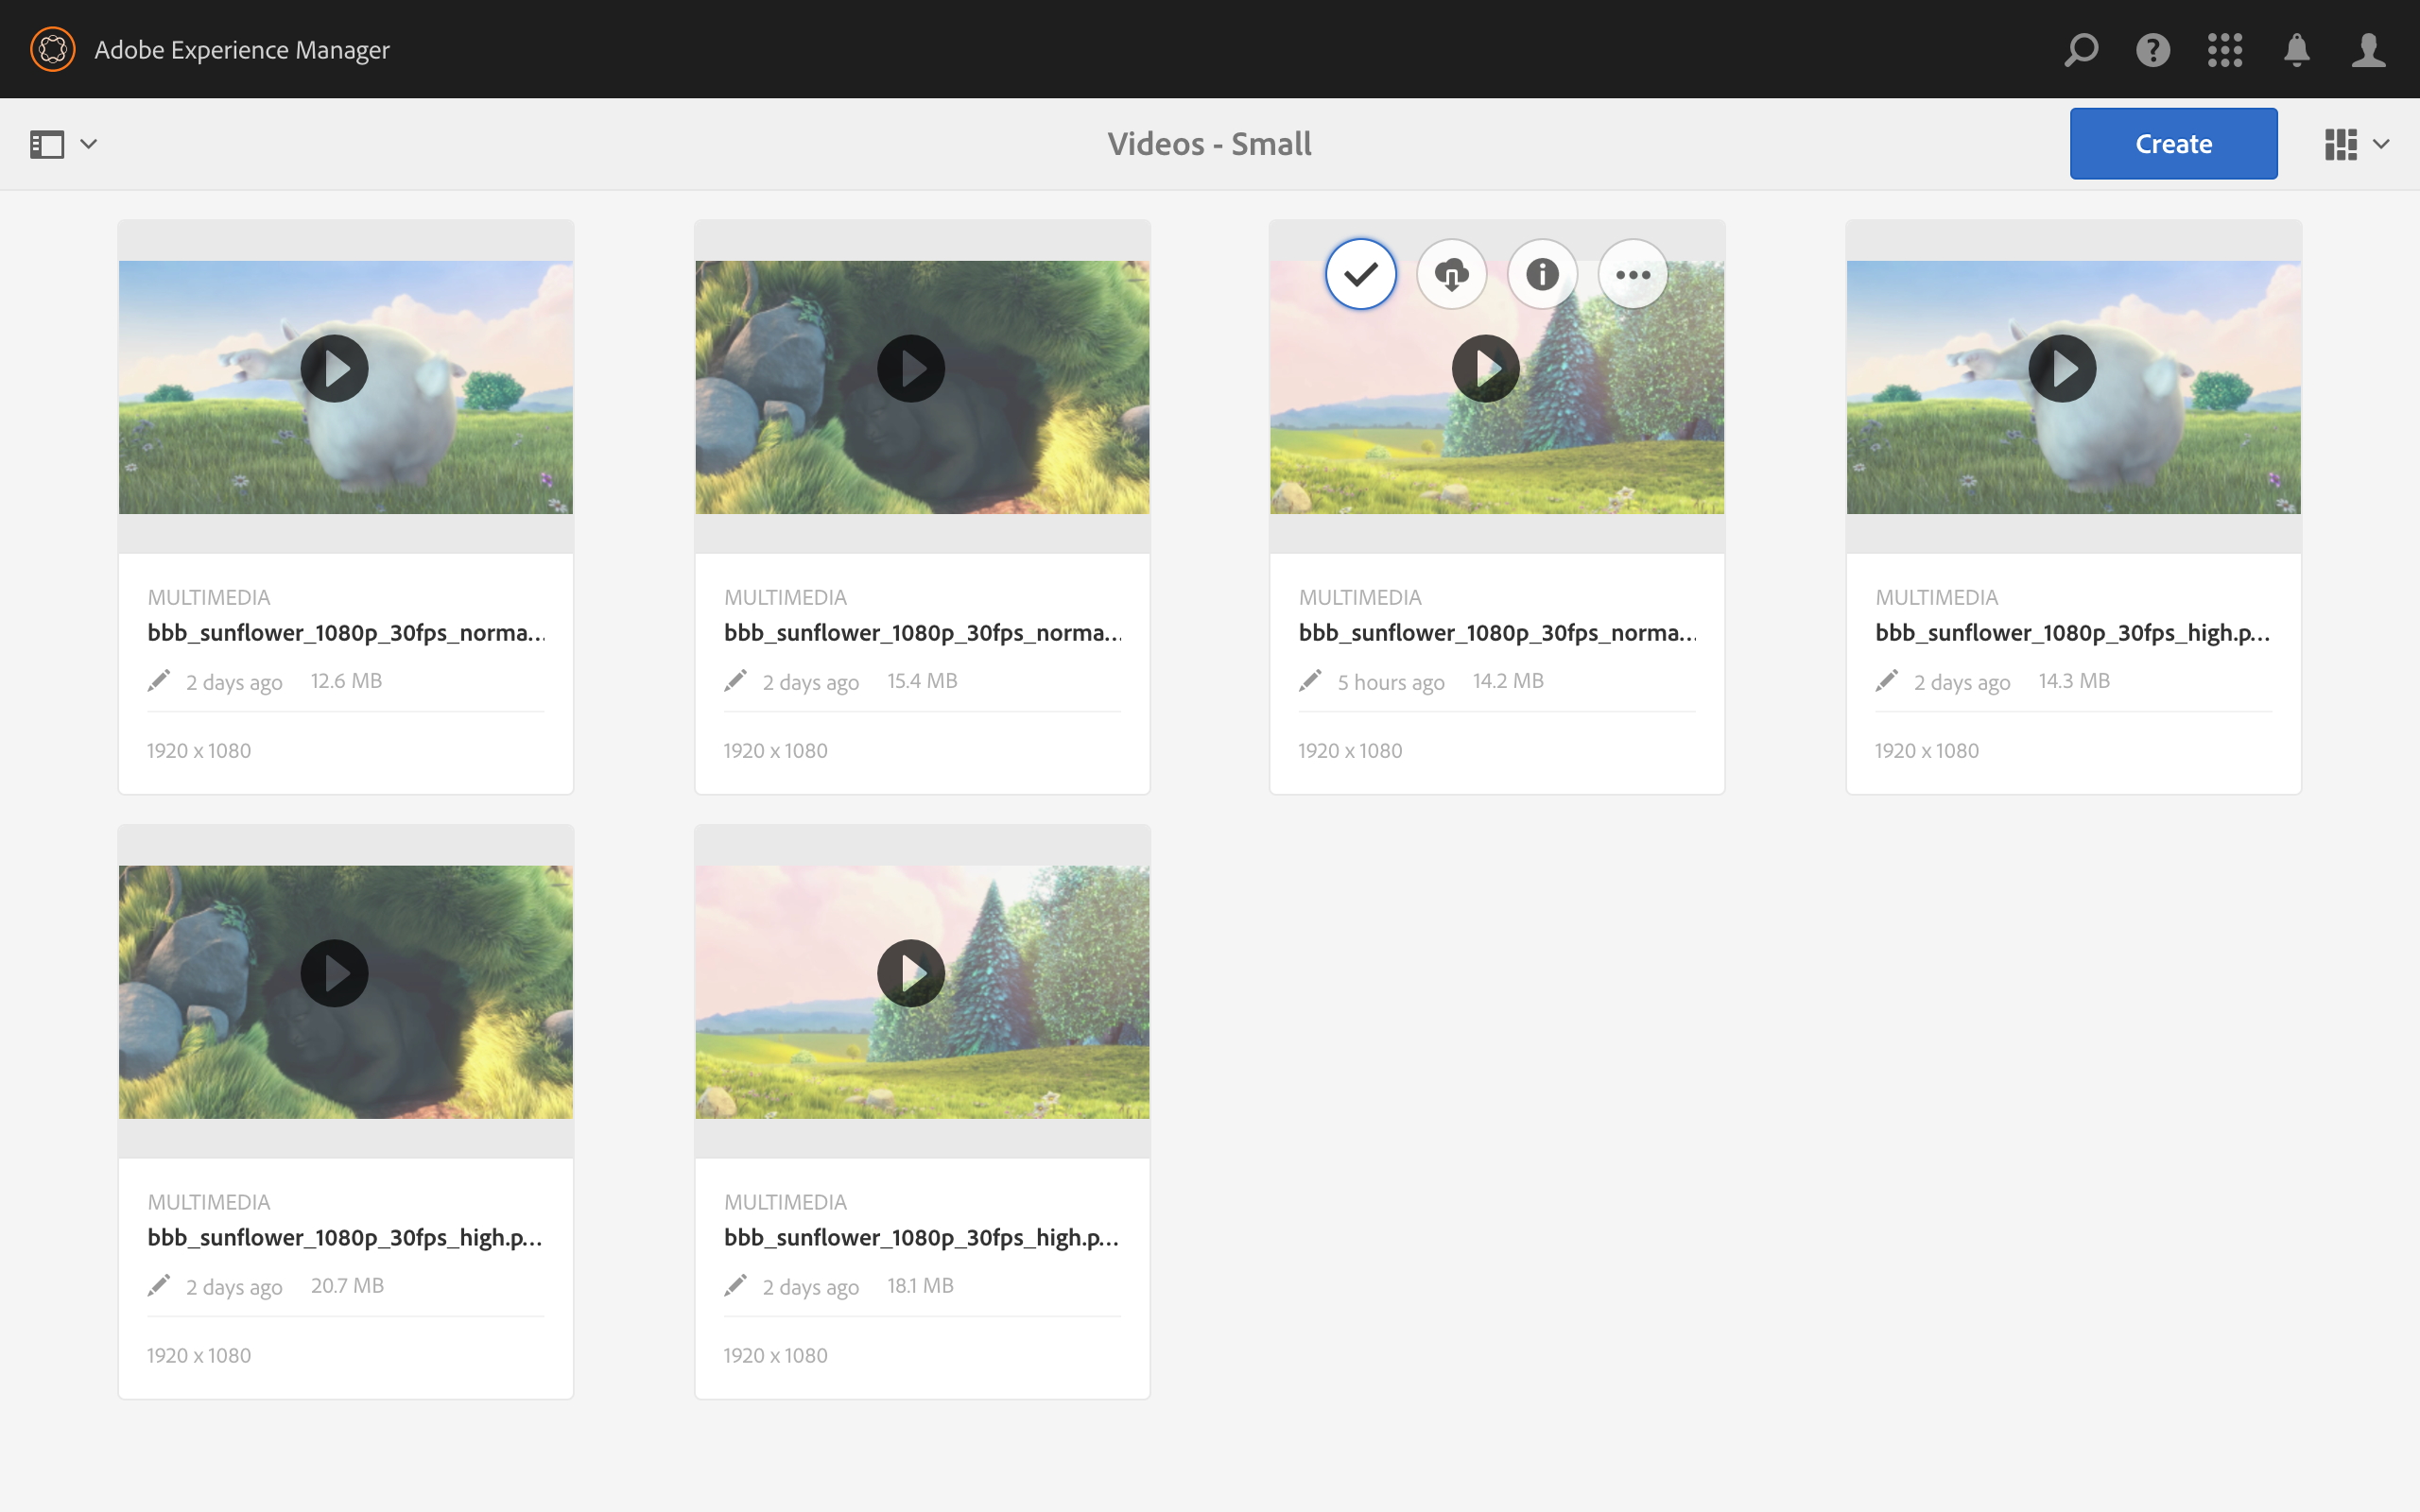 Adobe Experience Manager
Videos - Small
Create
MULTIMEDIA
bbb_sunflower_1080p_30fps_norma...
2 days ago 12.6 MB
1920 x 1080
MULTIMEDIA
bbb_sunflower_1080p_30fps_norma...
2 days ago 15.4 MB
1920 x 1080
MULTIMEDIA
bbb_sunflower_1080p_30fps_norma...
5 hours ago 14.2 MB
1920 x 1080
MULTIMEDIA
bbb_sunflower_1080p_30fps_high.p...
2 days ago 14.3 MB
1920 x 1080
MULTIMEDIA
bbb_sunflower_1080p_30fps_high.p...
2 days ago 20.7 MB
1920 x 1080
MULTIMEDIA
bbb_sunflower_1080p_30fps_high.p...
2 days ago 18.1 MB
1920 x 1080